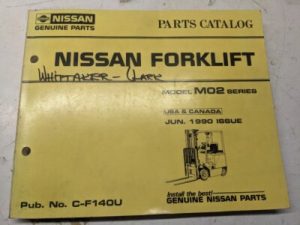 NISSAN
GENUINE PARTS
PARTS CATALOG
NISSAN FORKLIFT
WHITTAKER - CLARK
MODEL M02 SERIES
USA & CANADA
JUN. 1990 ISSUE
Install the best!
GENUINE NISSAN PARTS
Pub. No. C-F140U